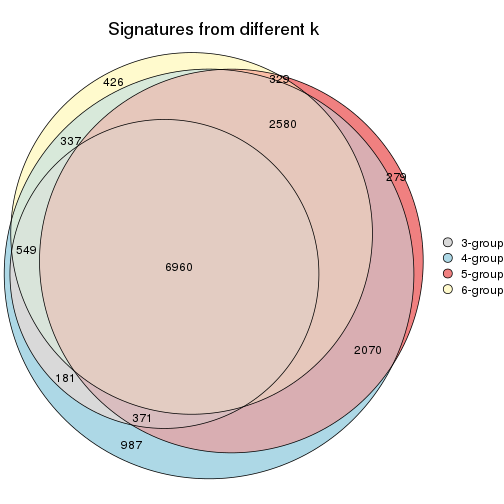 Signatures from different k
426
329
2580
337
279
549
6960
2070
181
371
987
3-group
4-group
5-group
6-group